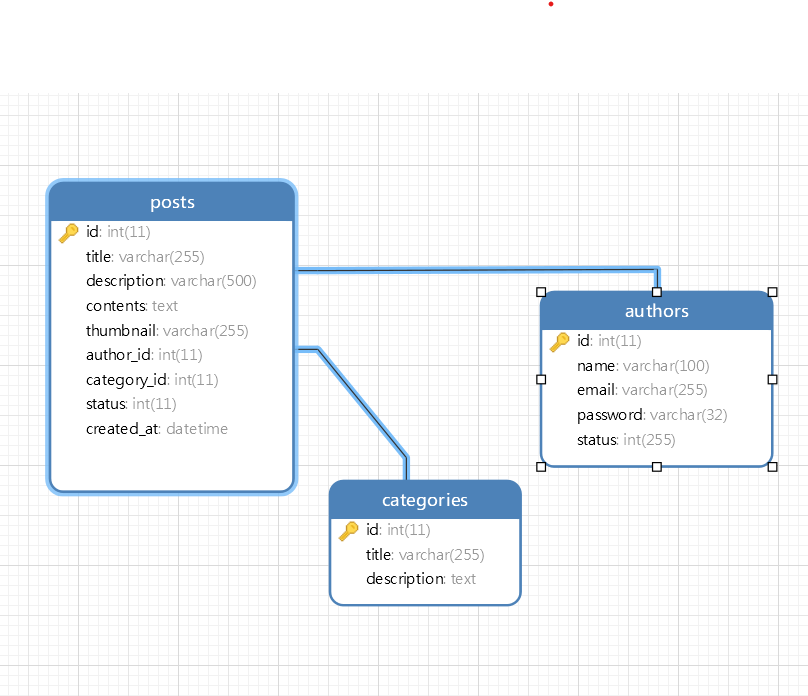 posts
id: int(11)
title: varchar(255)
description: varchar(500)
contents: text
thumbnail: varchar(255)
author_id: int(11)
category_id: int(11)
status: int(11)
created_at: datetime
authors
id: int(11)
name: varchar(100)
email: varchar(255)
password: varchar(32)
status: int(255)
categories
id: int(11)
title: varchar(255)
description: text